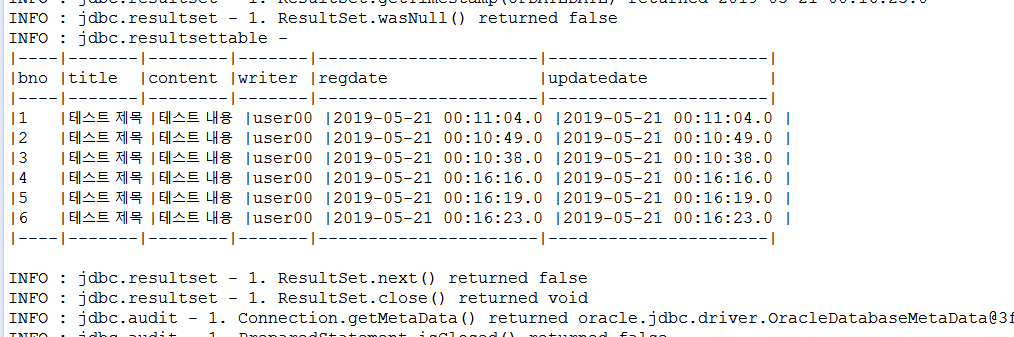 INFO : jdbc.resultset - 1. ResultSet.getTimestamp(UPDATEDATE) returned 2019-05-21 00:16:23.0
INFO : jdbc.resultset - 1. ResultSet.wasNull() returned false
INFO : jdbc.resultsettable -
|----|-------|--------|-------|----------------------|----------------------|
|bno |title |content |writer |regdate |updatedate |
|----|-------|--------|-------|----------------------|----------------------|
|1 |테스트 제목 |테스트 내용 |user00 |2019-05-21 00:11:04.0 |2019-05-21 00:11:04.0 |
|2 |테스트 제목 |테스트 내용 |user00 |2019-05-21 00:10:49.0 |2019-05-21 00:10:49.0 |
|3 |테스트 제목 |테스트 내용 |user00 |2019-05-21 00:10:38.0 |2019-05-21 00:10:38.0 |
|4 |테스트 제목 |테스트 내용 |user00 |2019-05-21 00:16:16.0 |2019-05-21 00:16:16.0 |
|5 |테스트 제목 |테스트 내용 |user00 |2019-05-21 00:16:19.0 |2019-05-21 00:16:19.0 |
|6 |테스트 제목 |테스트 내용 |user00 |2019-05-21 00:16:23.0 |2019-05-21 00:16:23.0 |
|----|-------|--------|-------|----------------------|----------------------|
INFO : jdbc.resultset - 1. ResultSet.next() returned false
INFO : jdbc.resultset - 1. ResultSet.close() returned void
INFO : jdbc.audit - 1. Connection.getMetaData() returned oracle.jdbc.driver.OracleDatabaseMetaData@3f
INFO : jdbc.audit - 1. PreparedStatement.isClosed() returned false